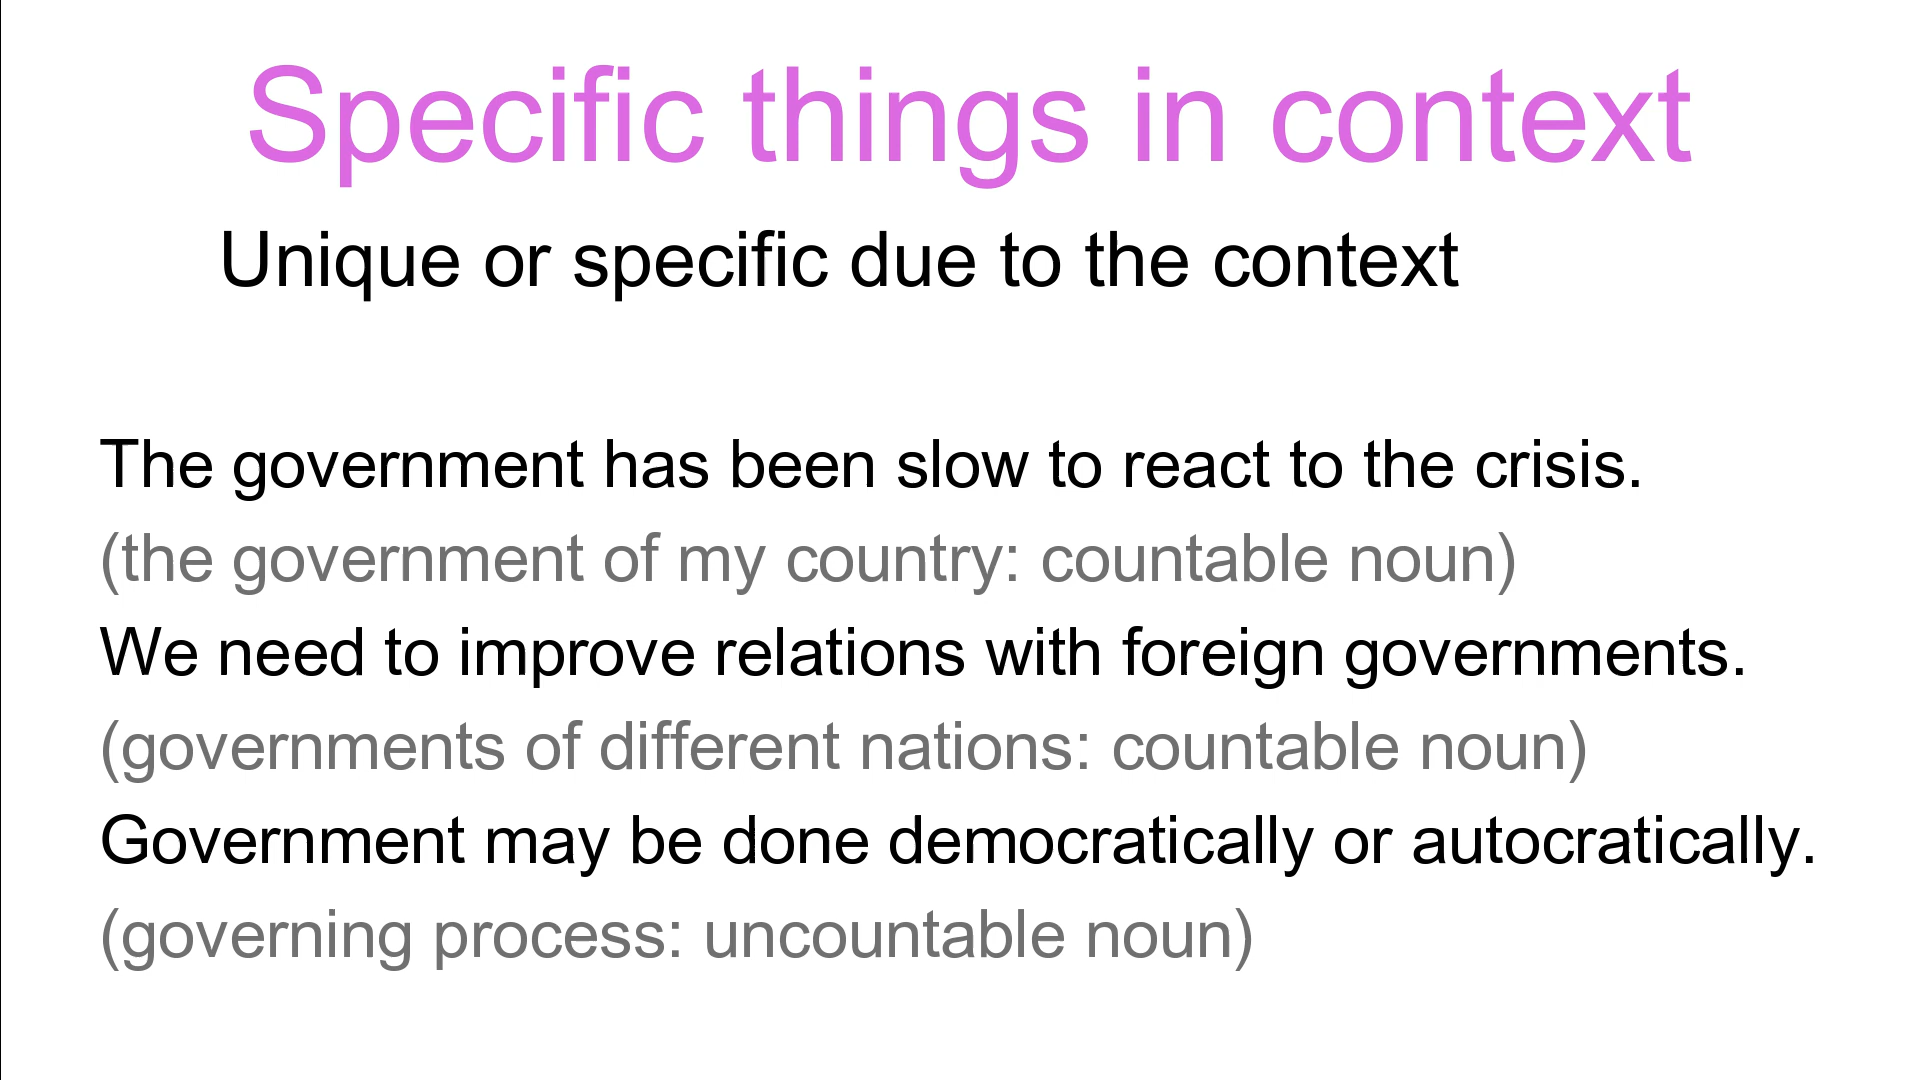 Specific things in context
Unique or specific due to the context
The government has been slow to react to the crisis.
(the government of my country: countable noun)
We need to improve relations with foreign governments.
(governments of different nations: countable noun)
Government may be done democratically or autocratically.
(governing process: uncountable noun)